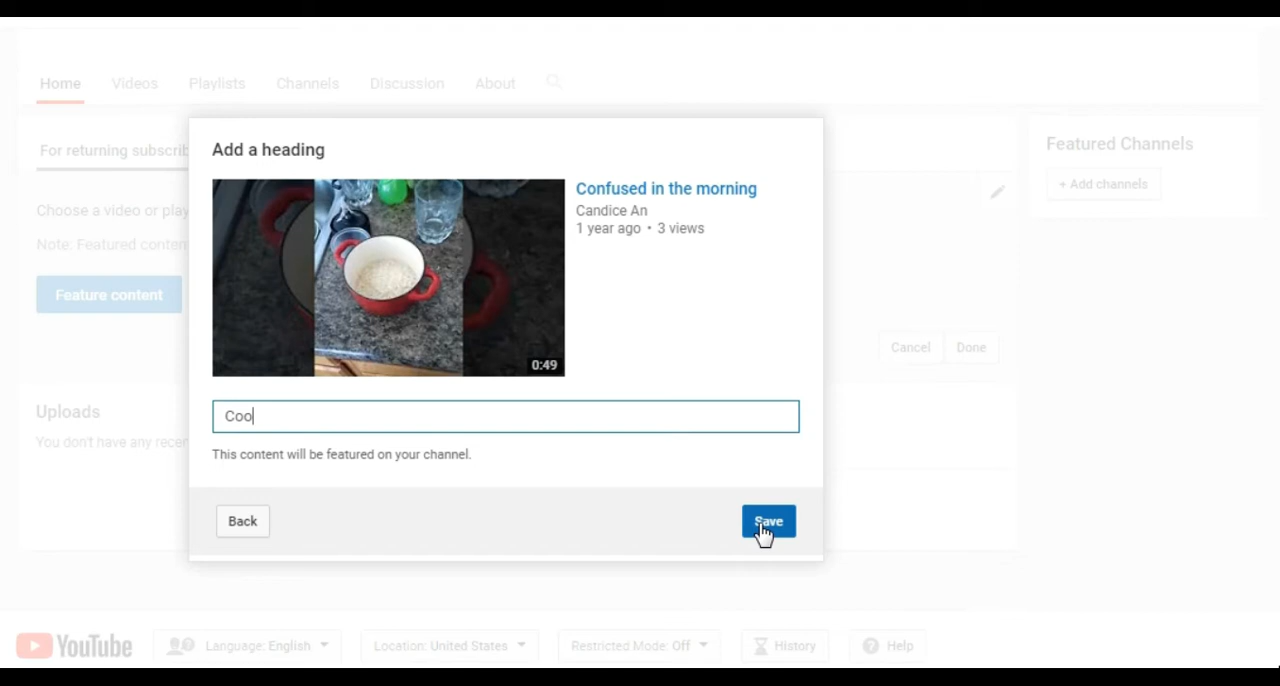 Home Videos Playlists Channels Discussion About
For returning subscrib
Add a heading
Featured Channels
Confused in the morning
+ Add channels
Choose a video or play
Candice An
1 year ago • 3 views
Note: Featured conten
Feature content
Cancel Done
0:49
Uploads
Coo
You don't have any recen
This content will be featured on your channel.
Back Save
YouTube Language: English Location: United States Restricted Mode: Off History Help